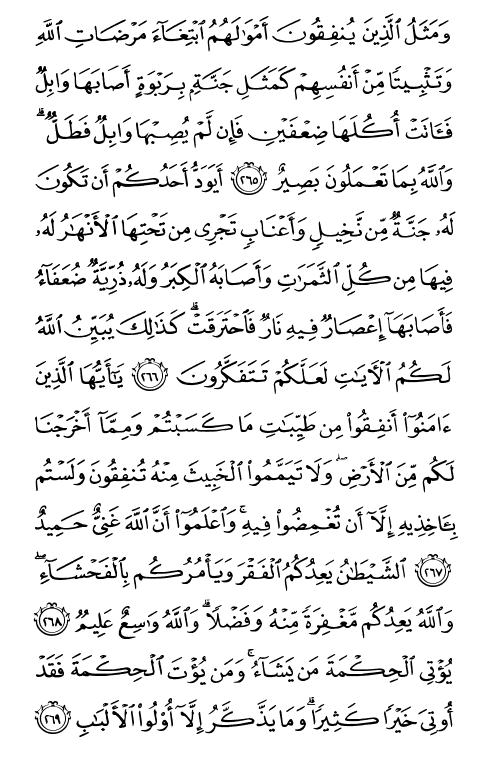 وَمَثَلُ ٱلَّذِينَ يُنفِقُونَ أَمۡوَٰلَهُمُ ٱبۡتِغَآءَ مَرۡضَاتِ ٱللَّهِ
وَتَثۡبِيتٗا مِّنۡ أَنفُسِهِمۡ كَمَثَلِ جَنَّةِۭ بِرَبۡوَةٍ أَصَابَهَا وَابِلٞ
فَـَٔاتَتۡ أُكُلَهَا ضِعۡفَيۡنِ فَإِن لَّمۡ يُصِبۡهَا وَابِلٞ فَطَلّٞۗ
وَٱللَّهُ بِمَا تَعۡمَلُونَ بَصِيرٌ ٢٦٥ أَيَوَدُّ أَحَدُكُمۡ أَن تَكُونَ
لَهُۥ جَنَّةٞ مِّن نَّخِيلٖ وَأَعۡنَابٖ تَجۡرِي مِن تَحۡتِهَا ٱلۡأَنۡهَٰرُ لَهُۥ
فِيهَا مِن كُلِّ ٱلثَّمَرَٰتِ وَأَصَابَهُ ٱلۡكِبَرُ وَلَهُۥ ذُرِّيَّةٞ ضُعَفَآءُ
فَأَصَابَهَآ إِعۡصَارٞ فِيهِ نَارٞ فَٱحۡتَرَقَتۡۗ كَذَٰلِكَ يُبَيِّنُ ٱللَّهُ
لَكُمُ ٱلۡأٓيَٰتِ لَعَلَّكُمۡ تَتَفَكَّرُونَ ٢٦٦ يَٰٓأَيُّهَا ٱلَّذِينَ
ءَامَنُوٓاْ أَنفِقُواْ مِن طَيِّبَٰتِ مَا كَسَبۡتُمۡ وَمِمَّآ أَخۡرَجۡنَا
لَكُم مِّنَ ٱلۡأَرۡضِۖ وَلَا تَيَمَّمُواْ ٱلۡخَبِيثَ مِنۡهُ تُنفِقُونَ وَلَسۡتُم
بِـَٔاخِذِيهِ إِلَّآ أَن تُغۡمِضُواْ فِيهِۚ وَٱعۡلَمُوٓاْ أَنَّ ٱللَّهَ غَنِيٌّ حَمِيدٌ
٢٦٧ ٱلشَّيۡطَٰنُ يَعِدُكُمُ ٱلۡفَقۡرَ وَيَأۡمُرُكُم بِٱلۡفَحۡشَآءِۖ
وَٱللَّهُ يَعِدُكُم مَّغۡفِرَةٗ مِّنۡهُ وَفَضۡلٗاۗ وَٱللَّهُ وَٰسِعٌ عَلِيمٞ ٢٦٨
يُؤۡتِي ٱلۡحِكۡمَةَ مَن يَشَآءُۚ وَمَن يُؤۡتَ ٱلۡحِكۡمَةَ فَقَدۡ
أُوتِيَ خَيۡرٗا كَثِيرٗاۗ وَمَا يَذَّكَّرُ إِلَّآ أُوْلُواْ ٱلۡأَلۡبَٰبِ ٢٦٩